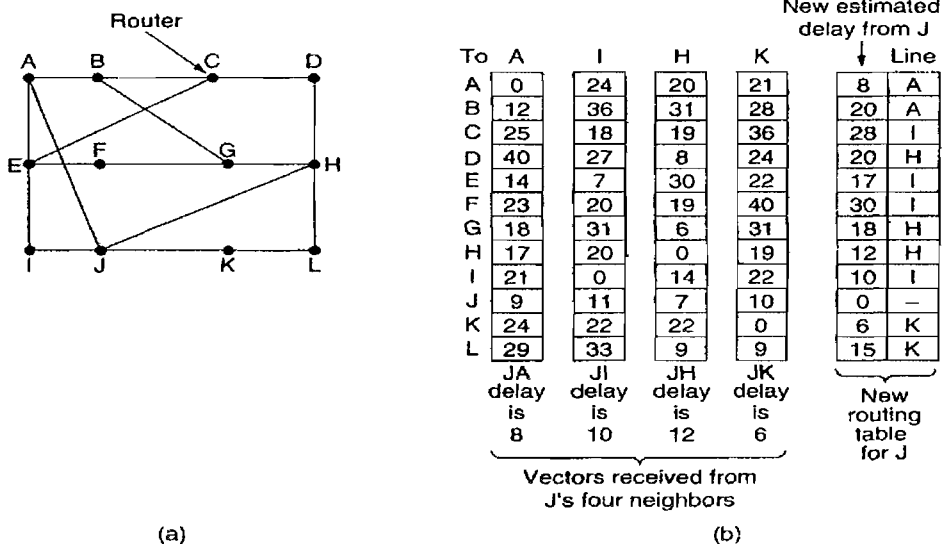 Router
A B C D
E F G H
I J K L
(a)
New estimated
delay from J
To A I H K Line
A 0 24 20 21 8 A
B 12 36 31 28 20 A
C 25 18 19 36 28 I
D 40 27 8 24 20 H
E 14 7 30 22 17 I
F 23 20 19 40 30 I
G 18 31 6 31 18 H
H 17 20 0 19 12 H
I 21 0 14 22 10 I
J 9 11 7 10 0 –
K 24 22 22 0 6 K
L 29 33 9 9 15 K
JA JI JH JK
delay delay delay delay
is is is is
8 10 12 6
New
routing
table
for J
Vectors received from
J's four neighbors
(b)